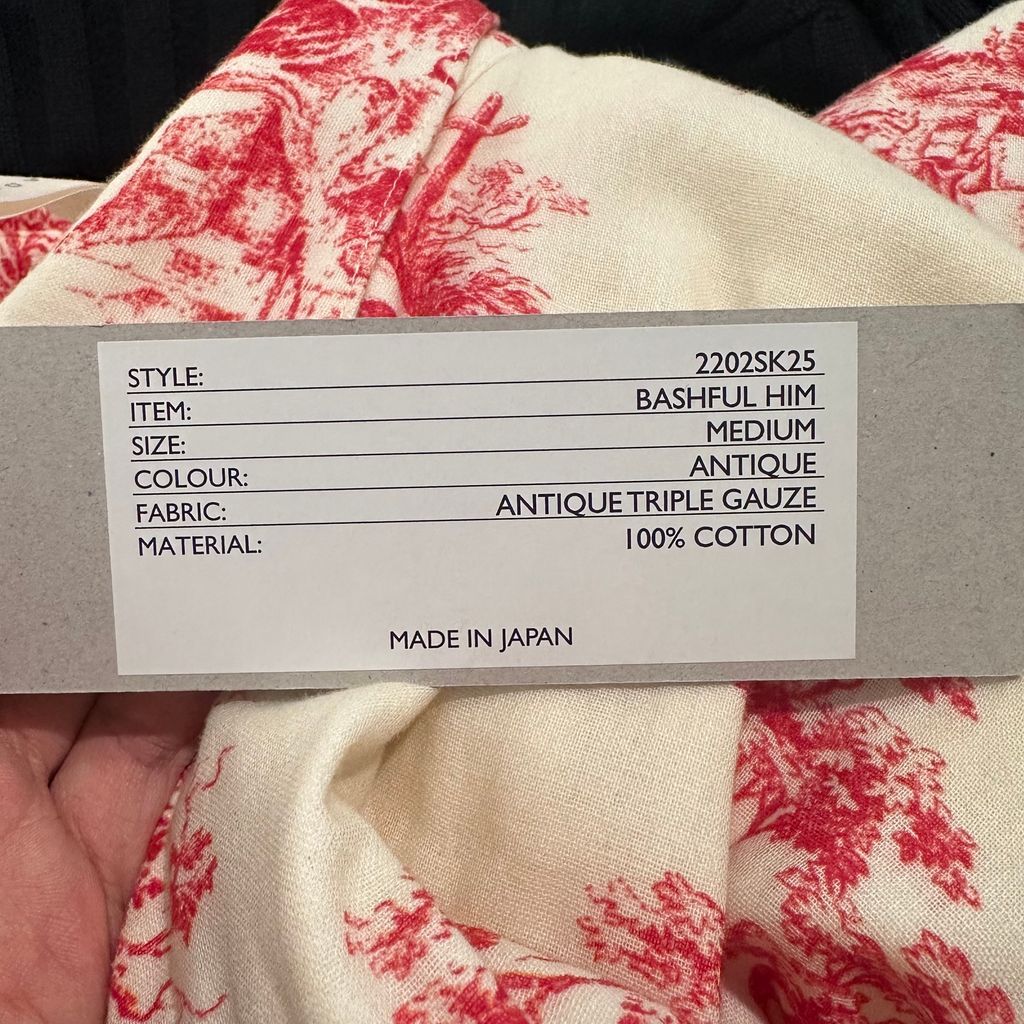 STYLE: 2202SK25
ITEM: BASHFUL HIM
SIZE: MEDIUM
COLOUR: ANTIQUE
FABRIC: ANTIQUE TRIPLE GAUZE
MATERIAL: 100% COTTON
MADE IN JAPAN